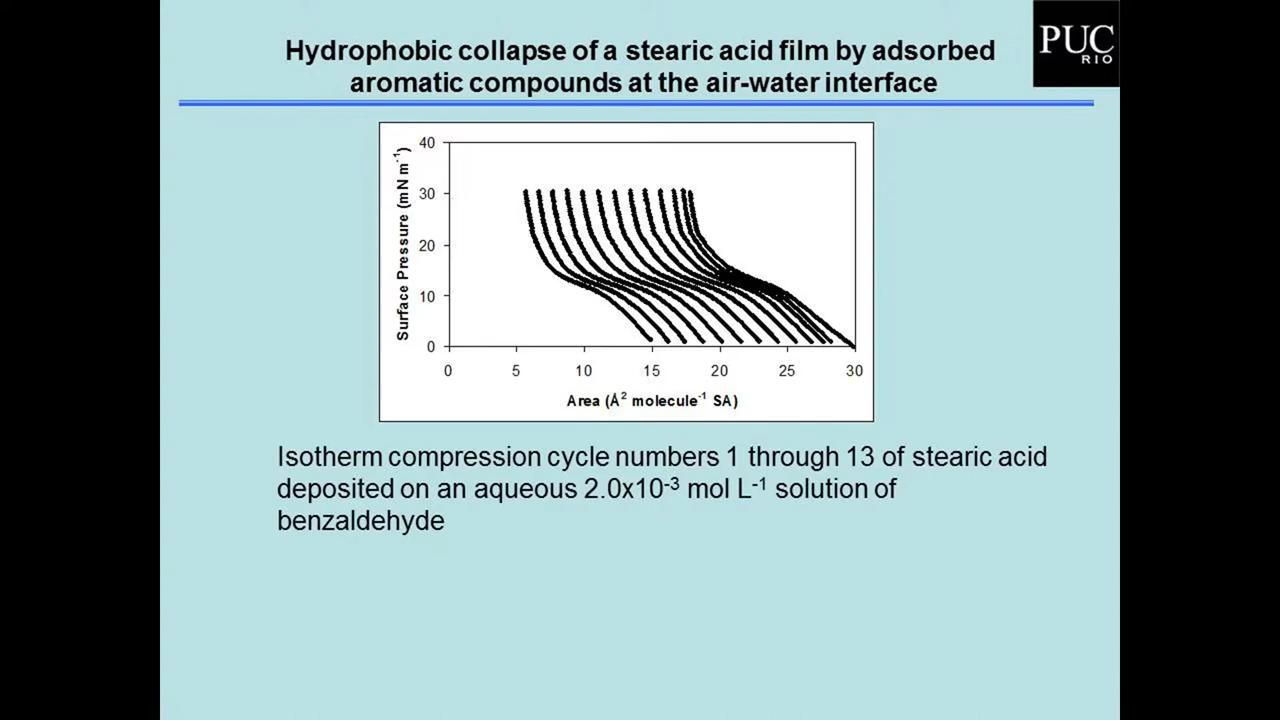 Hydrophobic collapse of a stearic acid film by adsorbed
aromatic compounds at the air-water interface
PUC
RIO
Surface Pressure (mN m⁻¹)
40
30
20
10
0
0 5 10 15 20 25 30
Area (Å² molecule⁻¹ SA)
Isotherm compression cycle numbers 1 through 13 of stearic acid
deposited on an aqueous 2.0x10⁻³ mol L⁻¹ solution of
benzaldehyde